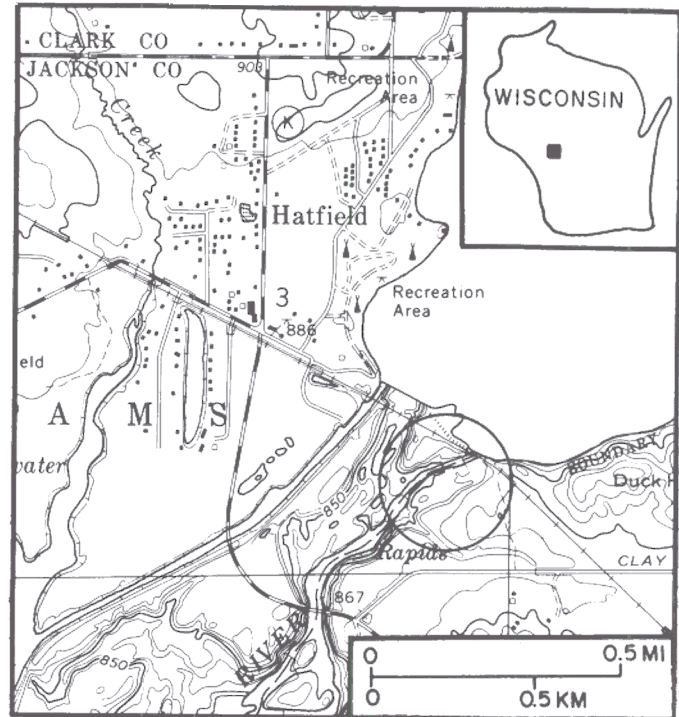 CLARK CO
JACKSON CO
903
Recreation
Area
WISCONSIN
Creek
Hatfield
3
886
Recreation
Area
eld
A M S
water
BOUNDARY
Duck
850
Rapids
CLAY
867
RIVER
850
0 0.5 MI
0 0.5 KM